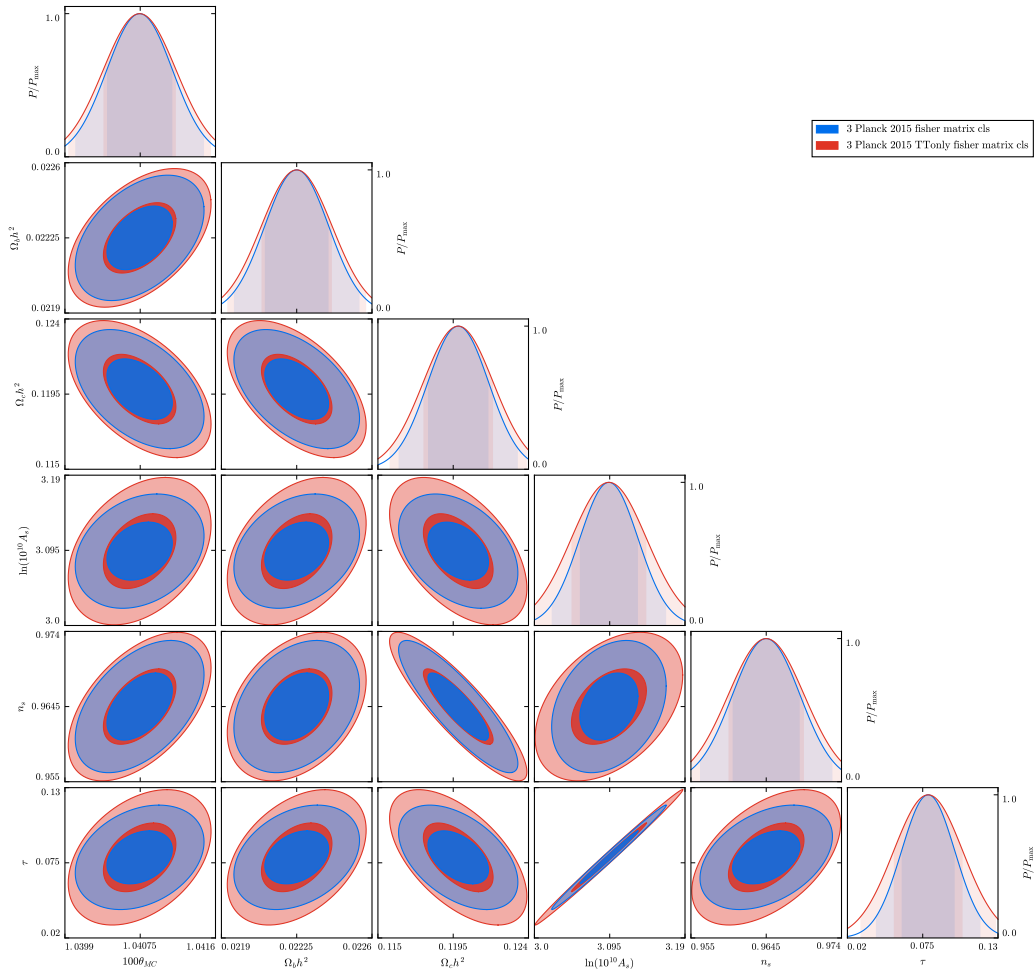 1.0
P/P_max
0.0
3 Planck 2015 fisher matrix cls
3 Planck 2015 TTonly fisher matrix cls
0.0226
Ω_b h^2
0.02225
0.0219
1.0
P/P_max
0.0
0.124
Ω_c h^2
0.1195
0.115
1.0
P/P_max
0.0
3.19
ln(10^10 A_s)
3.095
3.0
1.0
P/P_max
0.0
0.974
n_s
0.9645
0.955
1.0
P/P_max
0.0
0.13
τ
0.075
0.02
1.0
P/P_max
0.0
1.0399 1.04075 1.0416 0.0219 0.02225 0.0226 0.115 0.1195 0.124 3.0 3.095 3.19 0.955 0.9645 0.974 0.02 0.075 0.13
100θ_MC Ω_b h^2 Ω_c h^2 ln(10^10 A_s) n_s τ